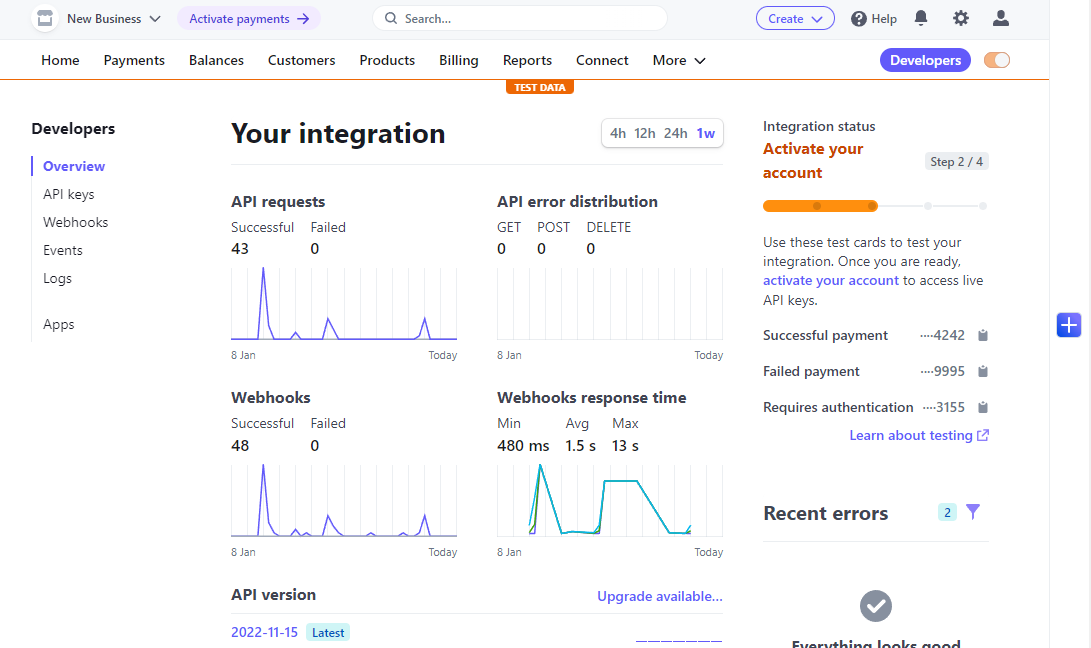 New Business
Activate payments →
Search...
Create
Help
Home
Payments
Balances
Customers
Products
Billing
Reports
Connect
More
Developers
TEST DATA
Developers
Overview
API keys
Webhooks
Events
Logs
Apps
Your integration
4h 12h 24h 1w
API requests
Successful Failed
43 0
8 Jan Today
API error distribution
GET POST DELETE
0 0 0
8 Jan Today
Webhooks
Successful Failed
48 0
8 Jan Today
Webhooks response time
Min Avg Max
480 ms 1.5 s 13 s
8 Jan Today
API version
Upgrade available...
2022-11-15 Latest
Integration status
Activate your
account
Step 2 / 4
Use these test cards to test your
integration. Once you are ready,
activate your account to access live
API keys.
Successful payment ····4242
Failed payment ····9995
Requires authentication ····3155
Learn about testing
Recent errors 2
Everything looks good